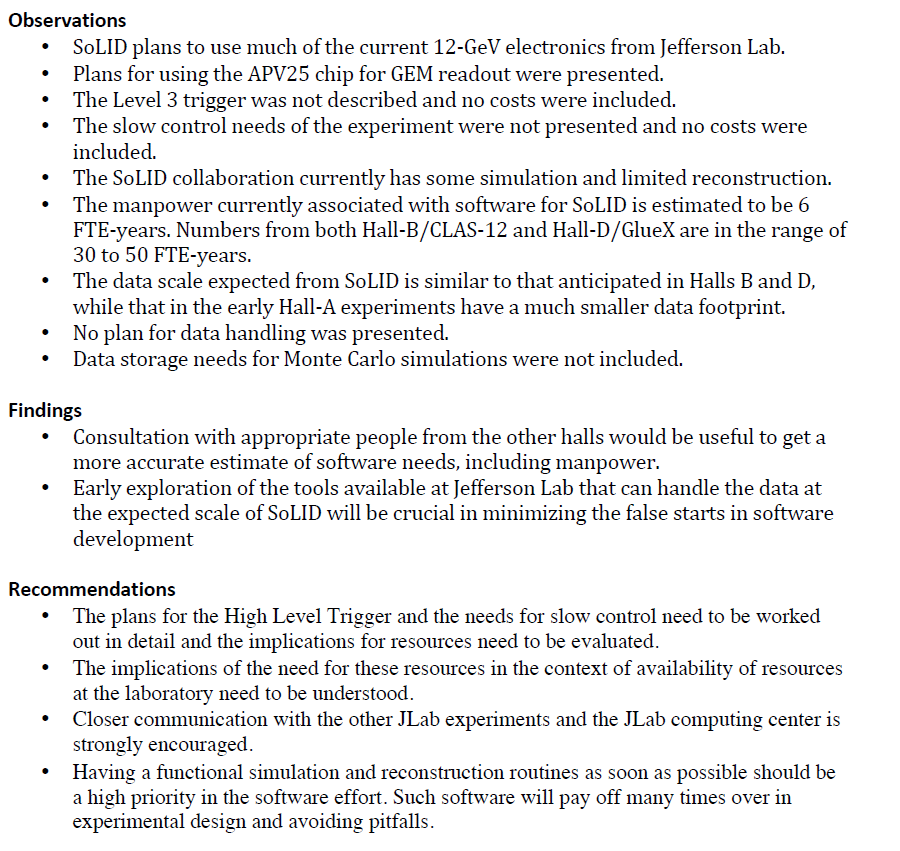 Observations
• SoLID plans to use much of the current 12-GeV electronics from Jefferson Lab.
• Plans for using the APV25 chip for GEM readout were presented.
• The Level 3 trigger was not described and no costs were included.
• The slow control needs of the experiment were not presented and no costs were
included.
• The SoLID collaboration currently has some simulation and limited reconstruction.
• The manpower currently associated with software for SoLID is estimated to be 6
FTE-years. Numbers from both Hall-B/CLAS-12 and Hall-D/GlueX are in the range of
30 to 50 FTE-years.
• The data scale expected from SoLID is similar to that anticipated in Halls B and D,
while that in the early Hall-A experiments have a much smaller data footprint.
• No plan for data handling was presented.
• Data storage needs for Monte Carlo simulations were not included.
Findings
• Consultation with appropriate people from the other halls would be useful to get a
more accurate estimate of software needs, including manpower.
• Early exploration of the tools available at Jefferson Lab that can handle the data at
the expected scale of SoLID will be crucial in minimizing the false starts in software
development
Recommendations
• The plans for the High Level Trigger and the needs for slow control need to be worked
out in detail and the implications for resources need to be evaluated.
• The implications of the need for these resources in the context of availability of resources
at the laboratory need to be understood.
• Closer communication with the other JLab experiments and the JLab computing center is
strongly encouraged.
• Having a functional simulation and reconstruction routines as soon as possible should be
a high priority in the software effort. Such software will pay off many times over in
experimental design and avoiding pitfalls.